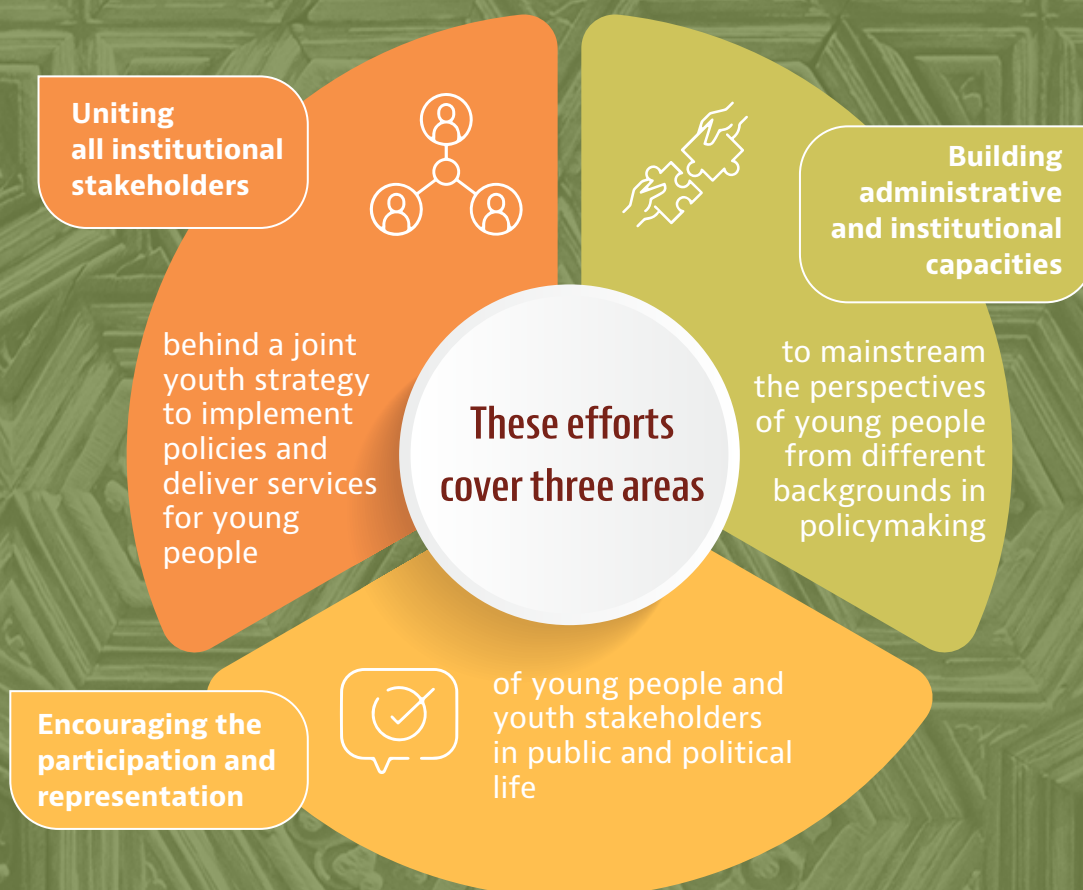 Uniting
all institutional
stakeholders
behind a joint
youth strategy
to implement
policies and
deliver services
for young
people
Building
administrative
and institutional
capacities
to mainstream
the perspectives
of young people
from different
backgrounds in
policymaking
These efforts
cover three areas
Encouraging the
participation and
representation
of young people and
youth stakeholders
in public and political
life